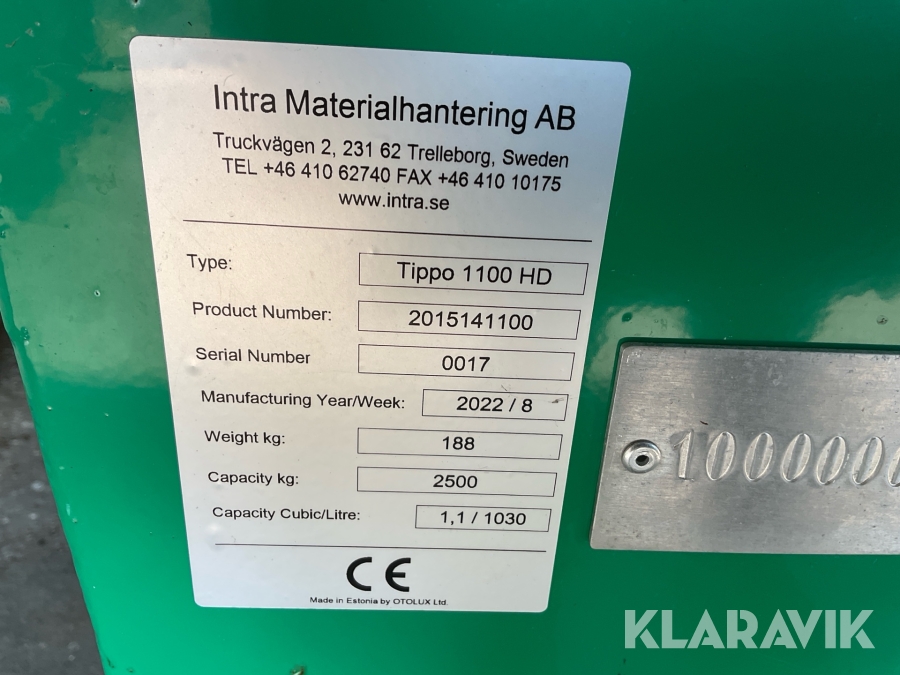 Intra Materialhantering AB
Truckvägen 2, 231 62 Trelleborg, Sweden
TEL +46 410 62740 FAX +46 410 10175
www.intra.se
Type: Tippo 1100 HD
Product Number: 2015141100
Serial Number 0017
Manufacturing Year/Week: 2022 / 8
Weight kg: 188
Capacity kg: 2500
Capacity Cubic/Litre: 1,1 / 1030
CE
Made in Estonia by OTOLUX Ltd.
1000000
KLARAVIK